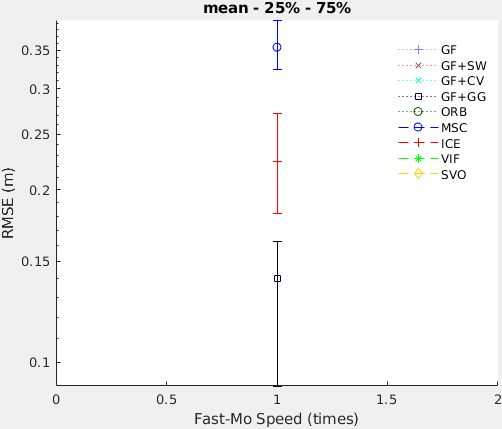 mean - 25% - 75%
RMSE (m)
0.35
0.3
0.25
0.2
0.15
0.1
0
0.5
1
1.5
2
Fast-Mo Speed (times)
GF
GF+SW
GF+CV
GF+GG
ORB
MSC
ICE
VIF
SVO